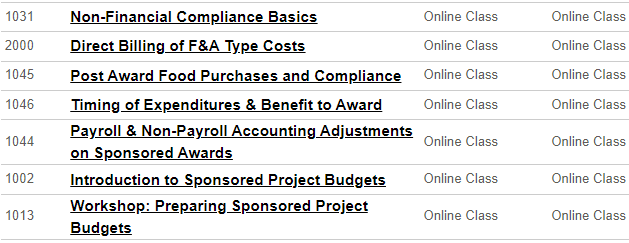 1031 Non-Financial Compliance Basics Online Class Online Class
2000 Direct Billing of F&A Type Costs Online Class Online Class
1045 Post Award Food Purchases and Compliance Online Class Online Class
1046 Timing of Expenditures & Benefit to Award Online Class Online Class
1044 Payroll & Non-Payroll Accounting Adjustments Online Class Online Class
on Sponsored Awards
1002 Introduction to Sponsored Project Budgets Online Class Online Class
1013 Workshop: Preparing Sponsored Project Online Class Online Class
Budgets